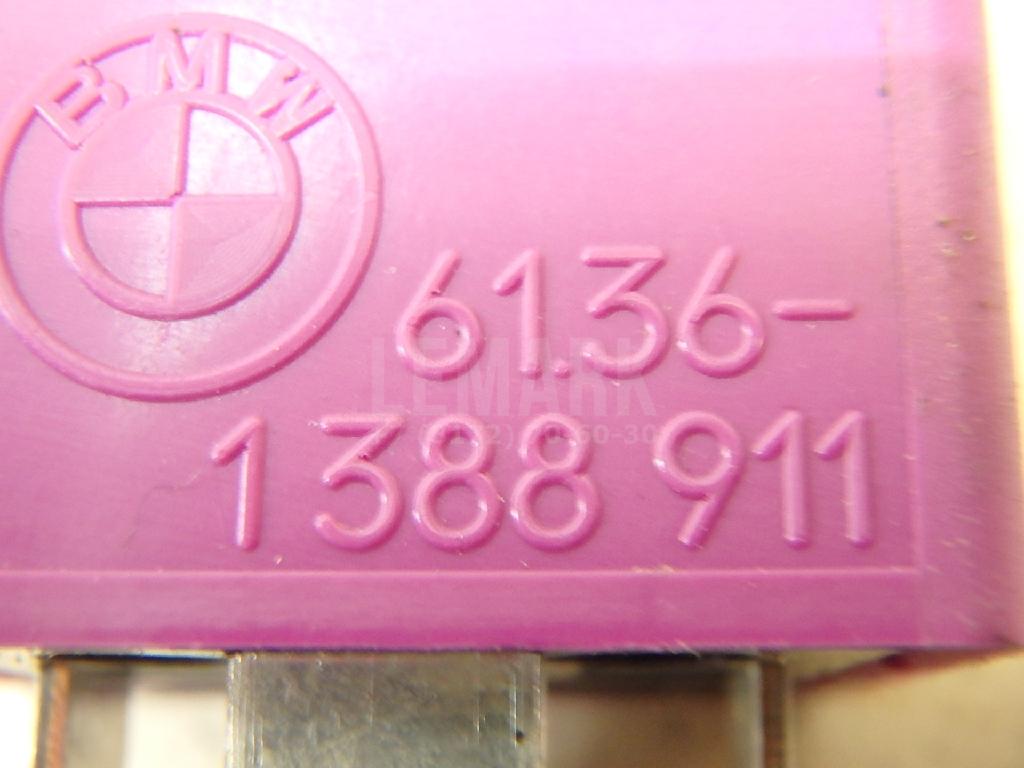 BMW
61.36-
LEMARK
1 388 911